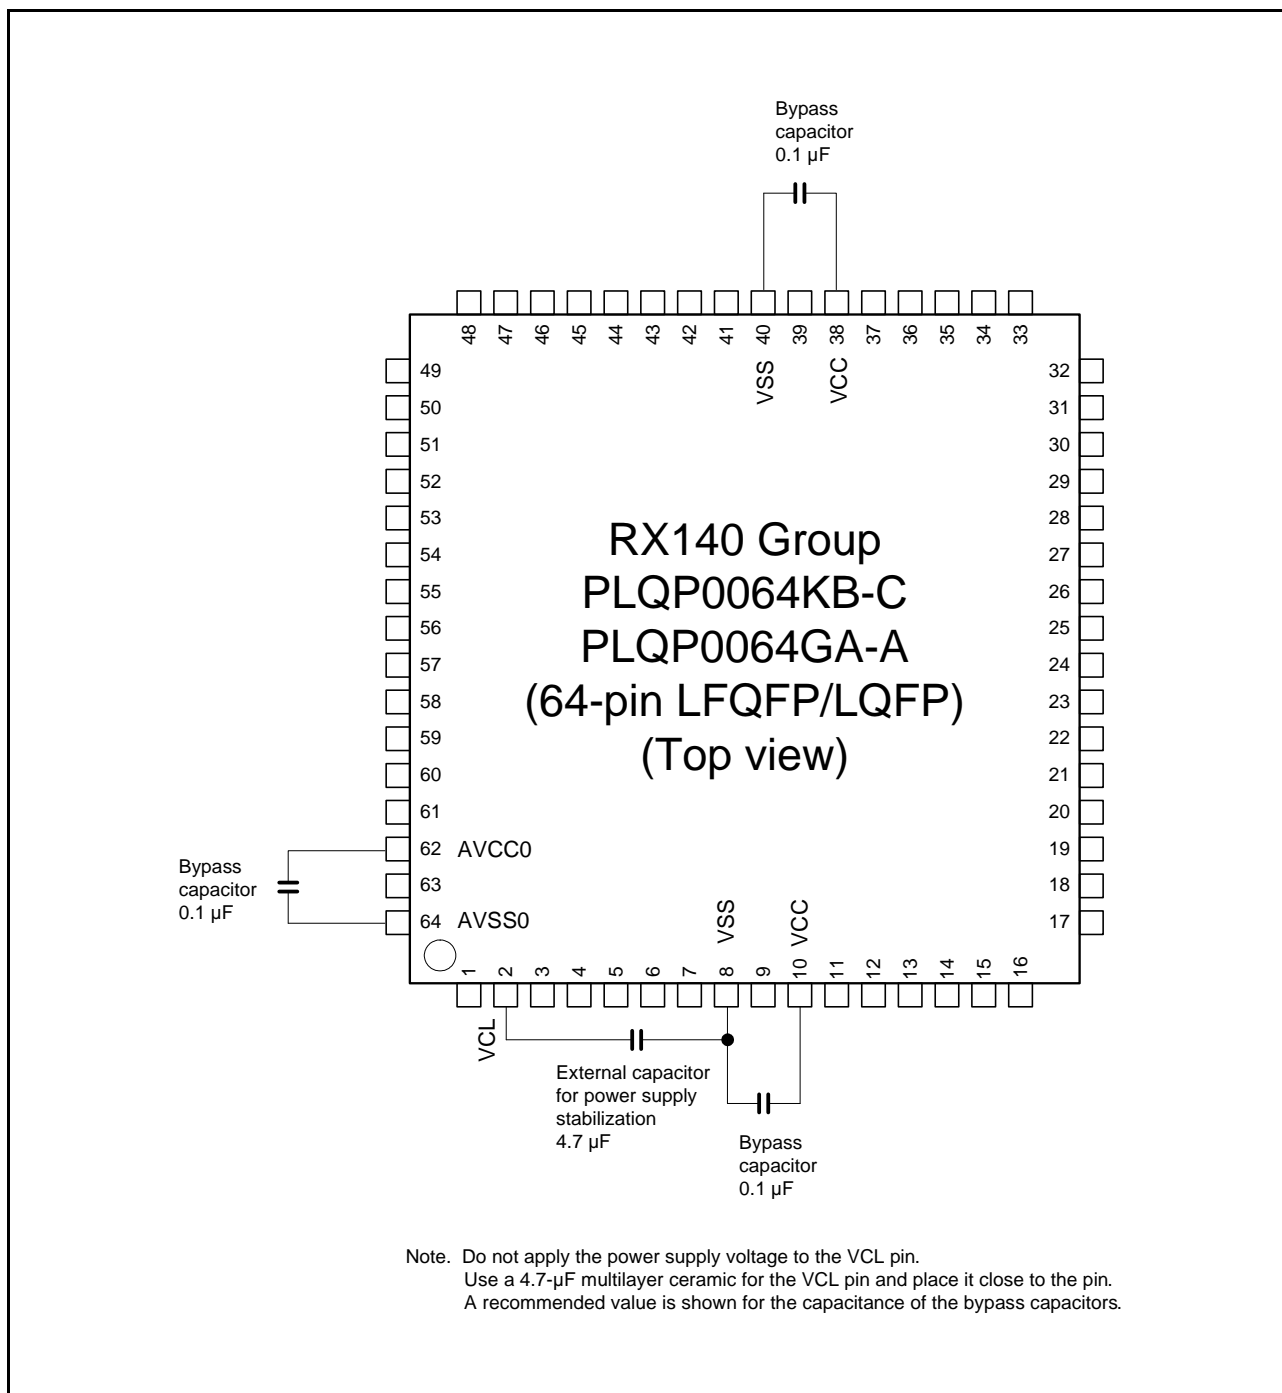 Bypass
capacitor
0.1 µF
48 47 46 45 44 43 42 41 40 39 38 37 36 35 34 33
VSS VCC
49 32
50 31
51 30
52 29
53 28
54 27
55 26
56 25
57 24
58 23
59 22
60 21
61 20
62 AVCC0 19
63 18
64 AVSS0 17
RX140 Group
PLQP0064KB-C
PLQP0064GA-A
(64-pin LFQFP/LQFP)
(Top view)
Bypass
capacitor
0.1 µF
VSS VCC
1 2 3 4 5 6 7 8 9 10 11 12 13 14 15 16
VCL
External capacitor
for power supply
stabilization
4.7 µF
Bypass
capacitor
0.1 µF
Note. Do not apply the power supply voltage to the VCL pin.
Use a 4.7-µF multilayer ceramic for the VCL pin and place it close to the pin.
A recommended value is shown for the capacitance of the bypass capacitors.